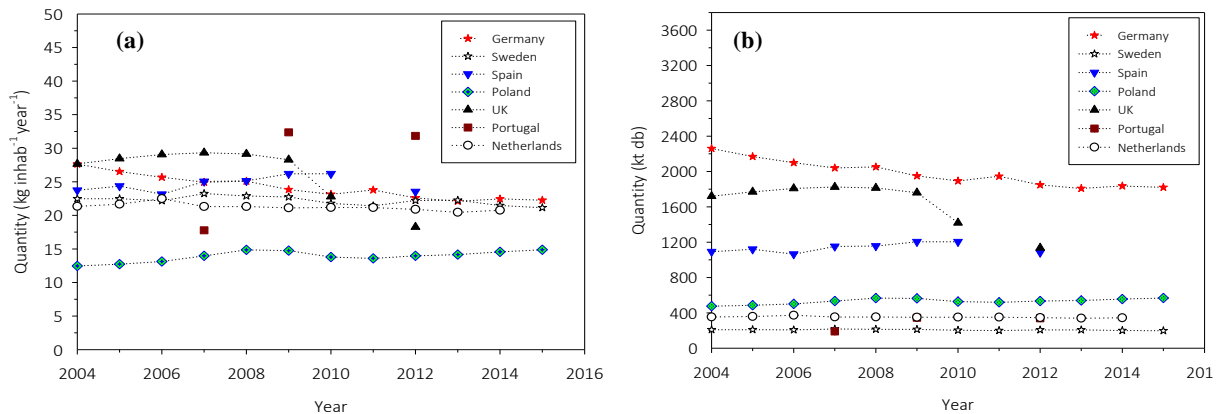 (a)
Quantity (kg inhab⁻¹ year⁻¹)
50
45
40
35
30
25
20
15
10
5
0
2004 2006 2008 2010 2012 2014 2016
Year
Germany
Sweden
Spain
Poland
UK
Portugal
Netherlands
(b)
Quantity (kt db)
3600
3200
2800
2400
2000
1600
1200
800
400
0
2004 2006 2008 2010 2012 2014 201
Year
Germany
Sweden
Spain
Poland
UK
Portugal
Netherlands